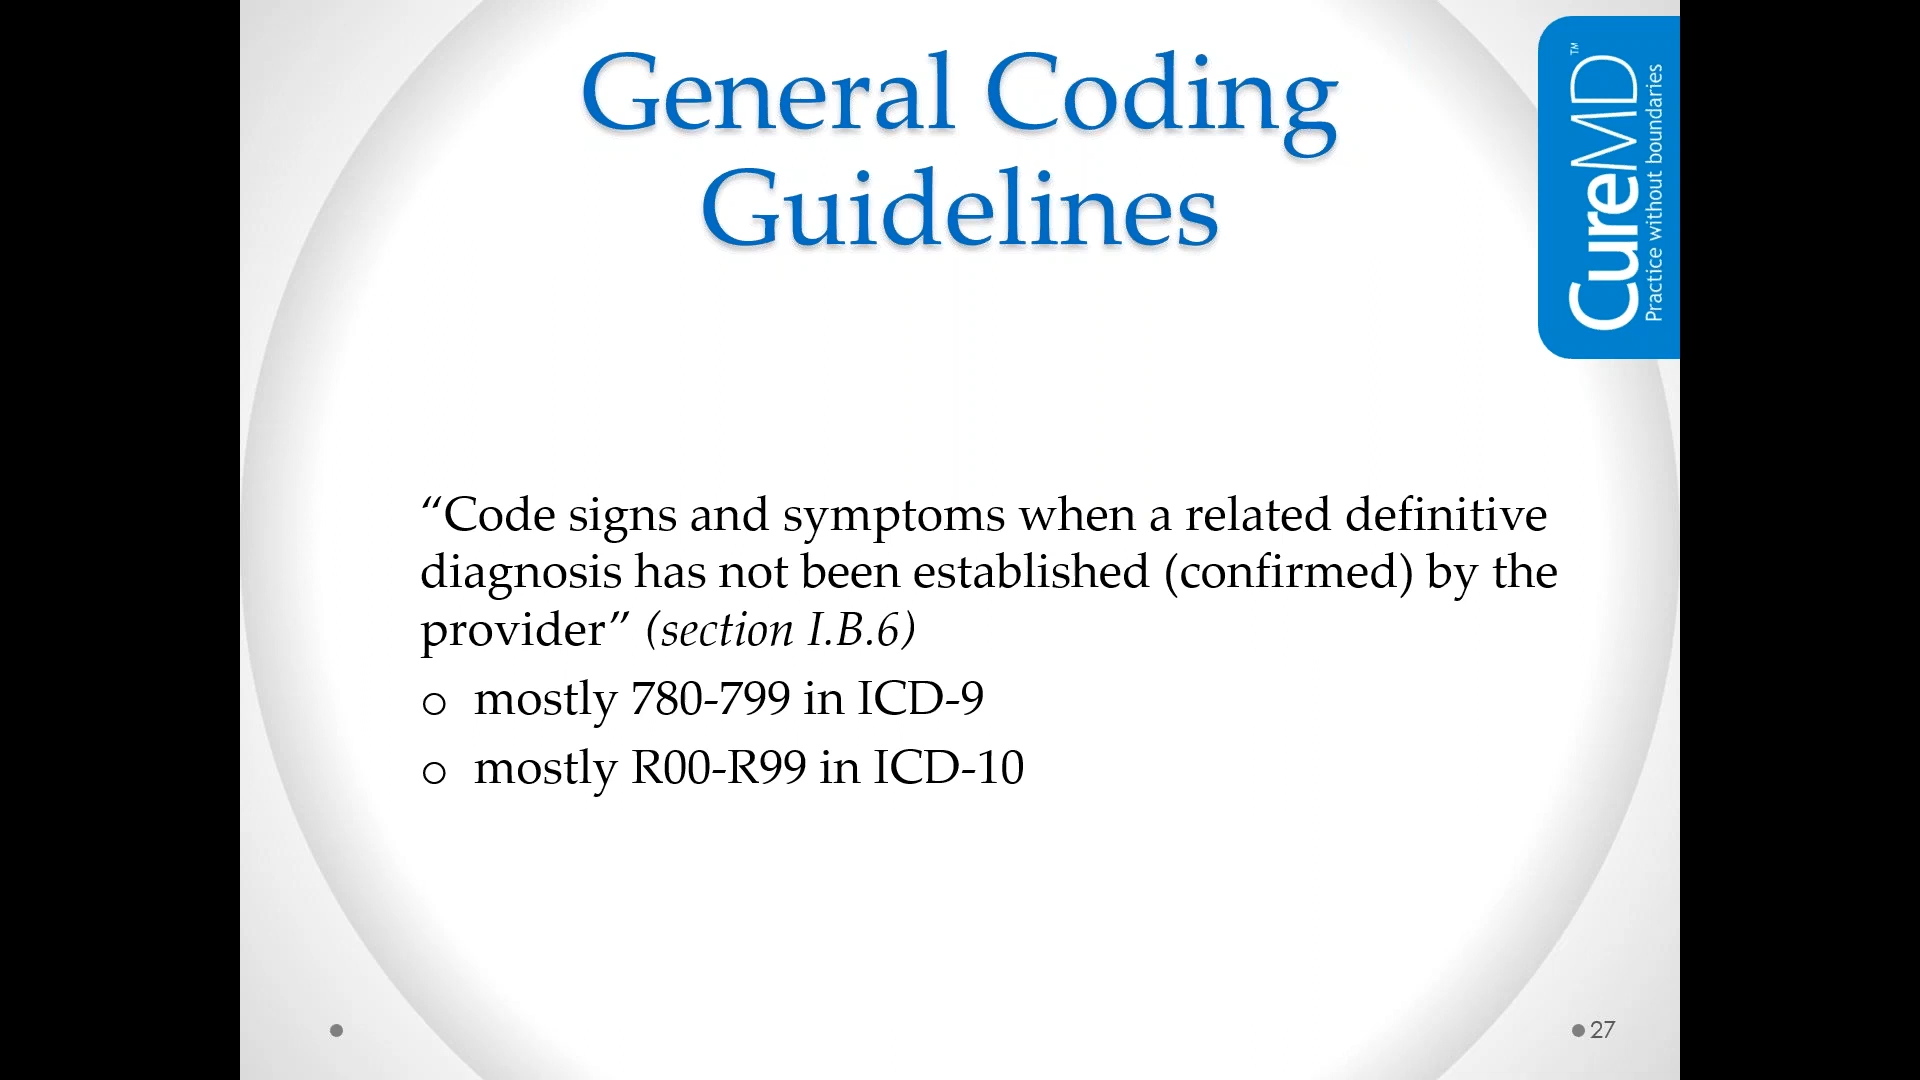 General Coding
Guidelines
CureMD™
Practice without boundaries
“Code signs and symptoms when a related definitive
diagnosis has not been established (confirmed) by the
provider” (section I.B.6)
o mostly 780-799 in ICD-9
o mostly R00-R99 in ICD-10
27